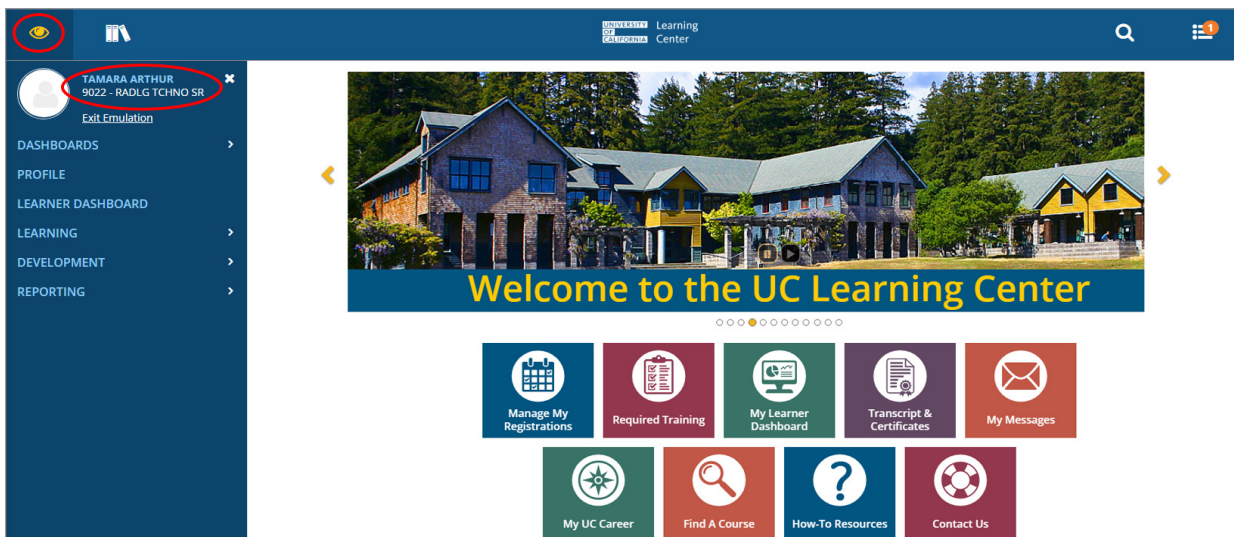 UNIVERSITY
OF
CALIFORNIA
Learning
Center
1
TAMARA ARTHUR
9022 - RADLG TCHNO SR
Exit Emulation
DASHBOARDS
PROFILE
LEARNER DASHBOARD
LEARNING
DEVELOPMENT
REPORTING
Welcome to the UC Learning Center
Manage My
Registrations
Required Training
My Learner
Dashboard
Transcript &
Certificates
My Messages
My UC Career
Find A Course
How-To Resources
Contact Us